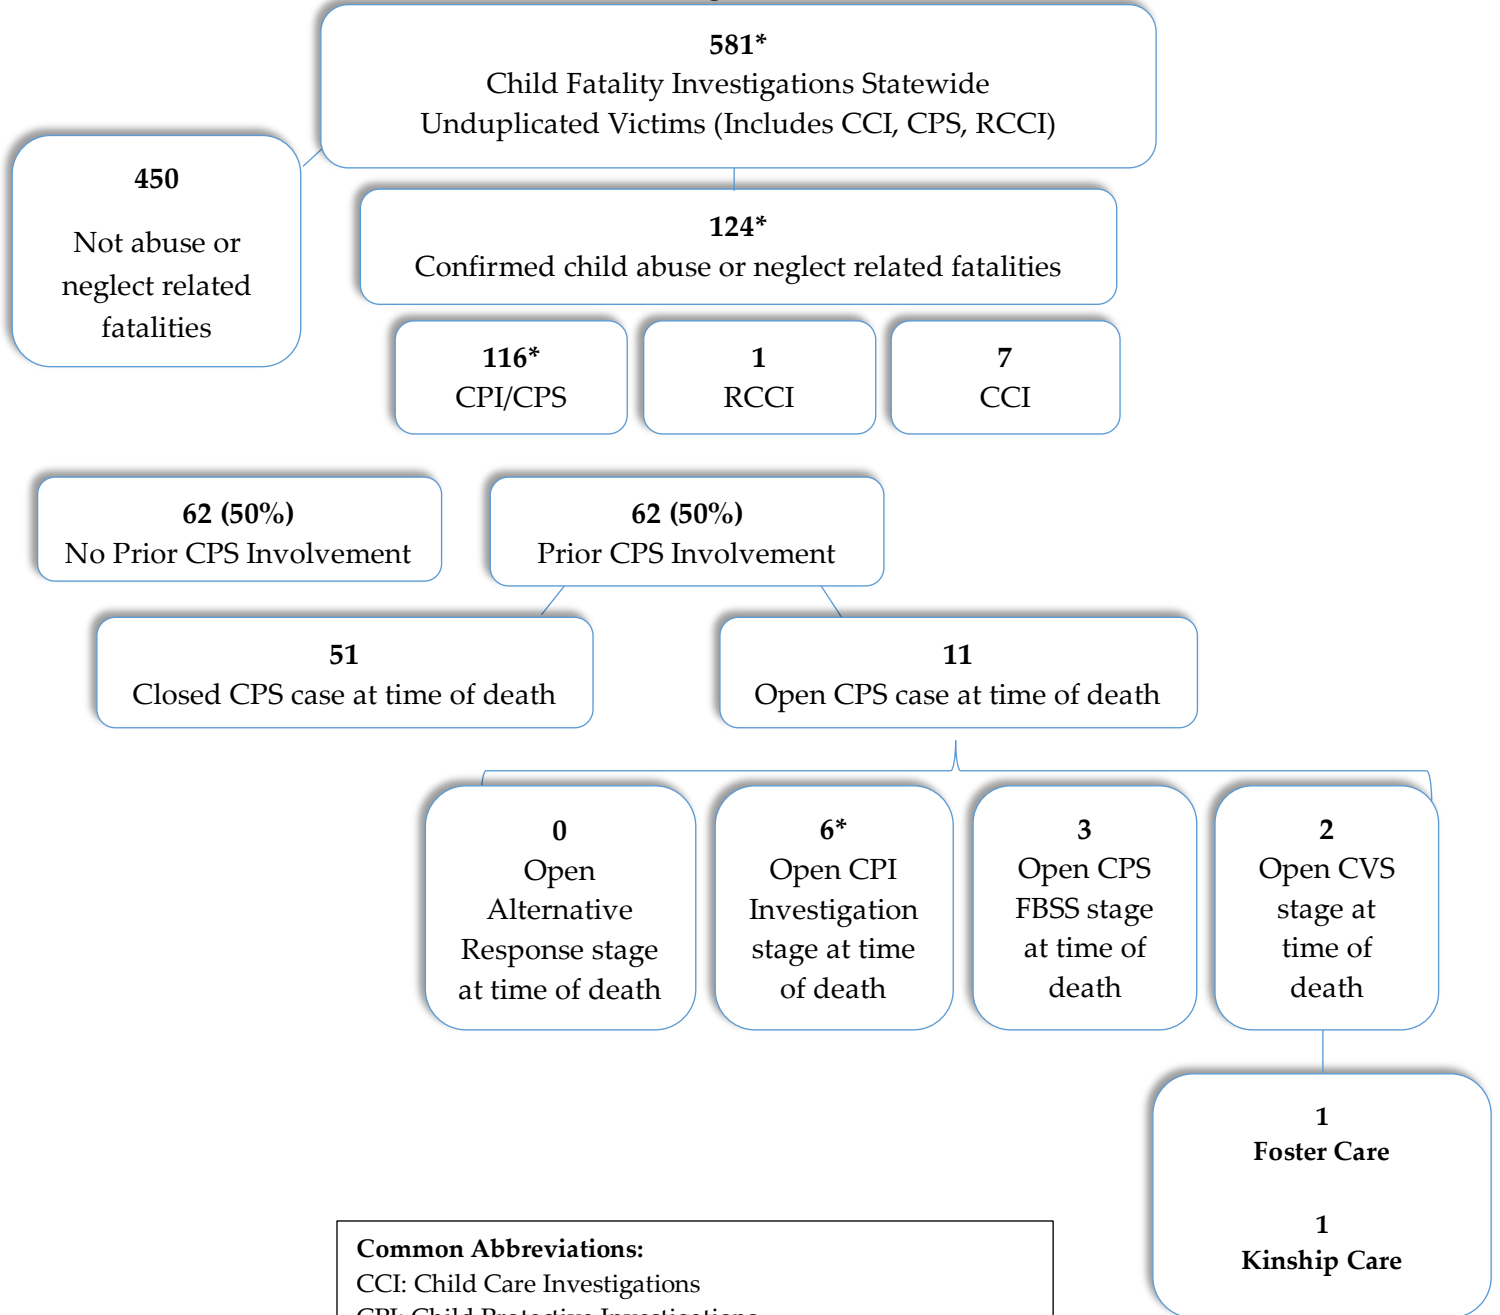 581*
Child Fatality Investigations Statewide
Unduplicated Victims (Includes CCI, CPS, RCCI)
450
Not abuse or
neglect related
fatalities
124*
Confirmed child abuse or neglect related fatalities
116*
CPI/CPS
1
RCCI
7
CCI
62 (50%)
No Prior CPS Involvement
62 (50%)
Prior CPS Involvement
51
Closed CPS case at time of death
11
Open CPS case at time of death
0
Open
Alternative
Response stage
at time of death
6*
Open CPI
Investigation
stage at time
of death
3
Open CPS
FBSS stage
at time of
death
2
Open CVS
stage at
time of
death
1
Foster Care
1
Kinship Care
Common Abbreviations:
CCI: Child Care Investigations
CPI: Child Protective Investigations